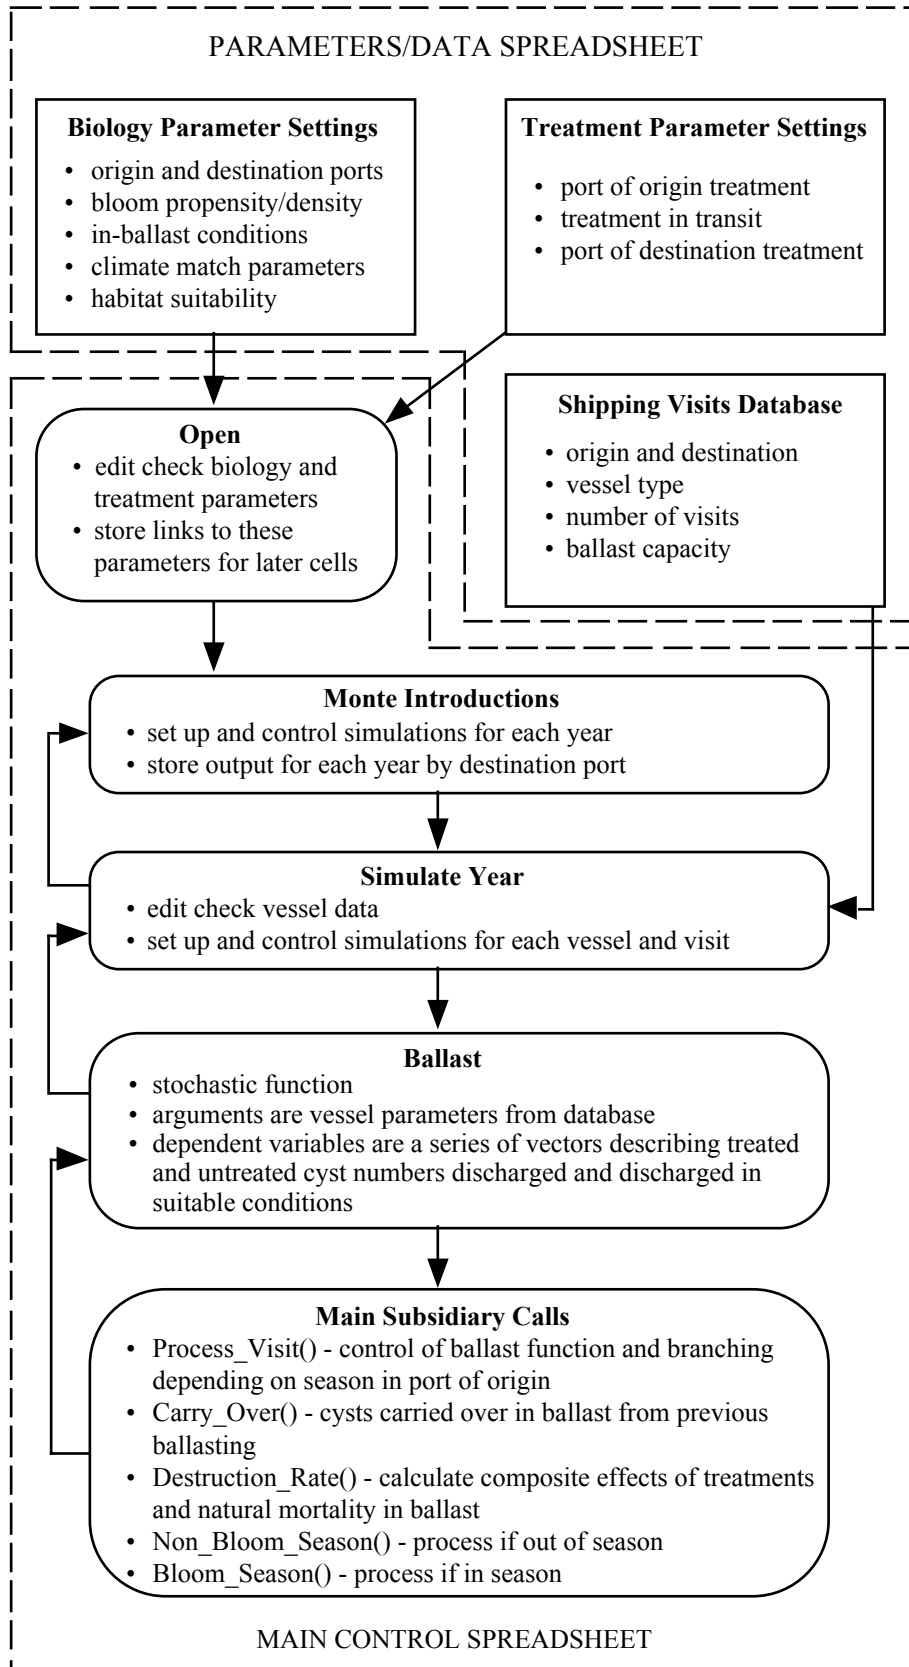 PARAMETERS/DATA SPREADSHEET
Biology Parameter Settings
• origin and destination ports
• bloom propensity/density
• in-ballast conditions
• climate match parameters
• habitat suitability
Treatment Parameter Settings
• port of origin treatment
• treatment in transit
• port of destination treatment
Shipping Visits Database
• origin and destination
• vessel type
• number of visits
• ballast capacity
Open
• edit check biology and
treatment parameters
• store links to these
parameters for later cells
Monte Introductions
• set up and control simulations for each year
• store output for each year by destination port
Simulate Year
• edit check vessel data
• set up and control simulations for each vessel and visit
Ballast
• stochastic function
• arguments are vessel parameters from database
• dependent variables are a series of vectors describing treated
and untreated cyst numbers discharged and discharged in
suitable conditions
Main Subsidiary Calls
• Process_Visit() - control of ballast function and branching
depending on season in port of origin
• Carry_Over() - cysts carried over in ballast from previous
ballasting
• Destruction_Rate() - calculate composite effects of treatments
and natural mortality in ballast
• Non_Bloom_Season() - process if out of season
• Bloom_Season() - process if in season
MAIN CONTROL SPREADSHEET